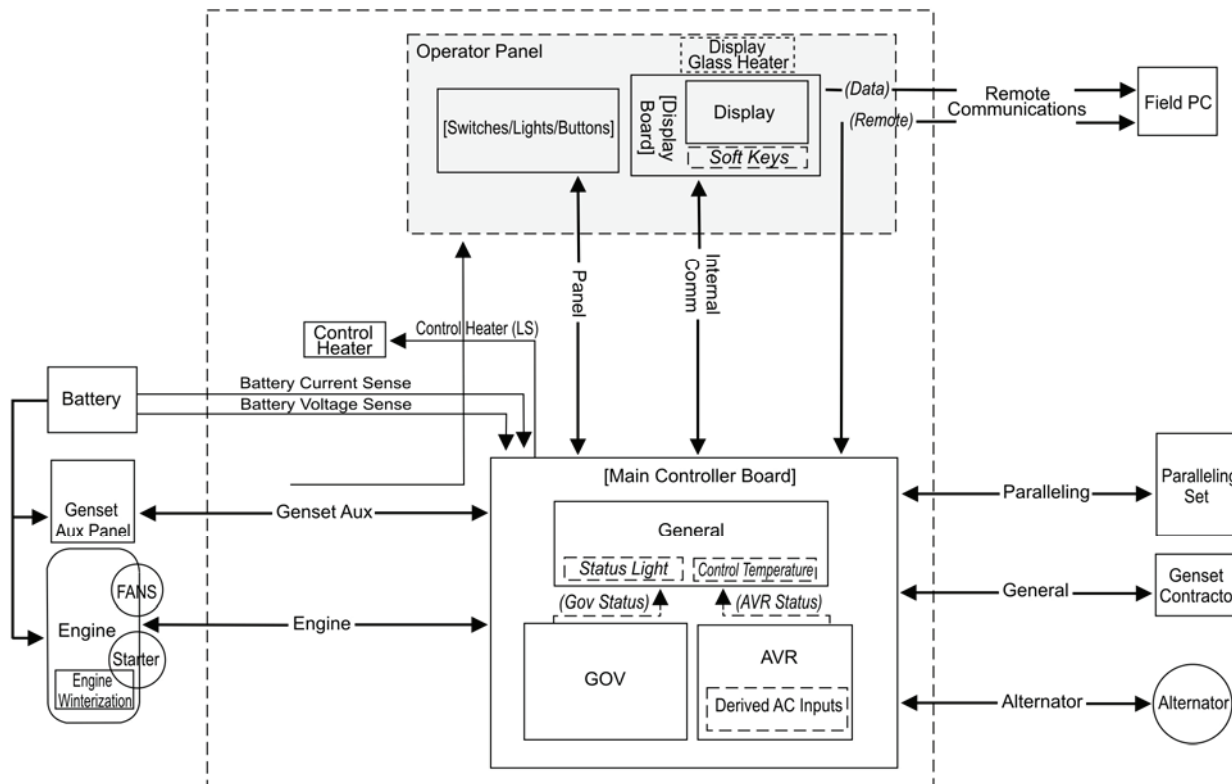 Operator Panel
Display
Glass Heater
[Switches/Lights/Buttons]
[Display
Board]
Display
Soft Keys
(Data)
(Remote)
Remote
Communications
Field PC
Panel
Internal
Comm
Control
Heater
Control Heater (LS)
Battery
Battery Current Sense
Battery Voltage Sense
Genset
Aux Panel
Genset Aux
[Main Controller Board]
General
Status Light
Control Temperature
(Gov Status)
(AVR Status)
GOV
AVR
Derived AC Inputs
FANS
Engine
Starter
Engine
Winterization
Engine
Paralleling
Paralleling
Set
General
Genset
Contractor
Alternator
Alternator